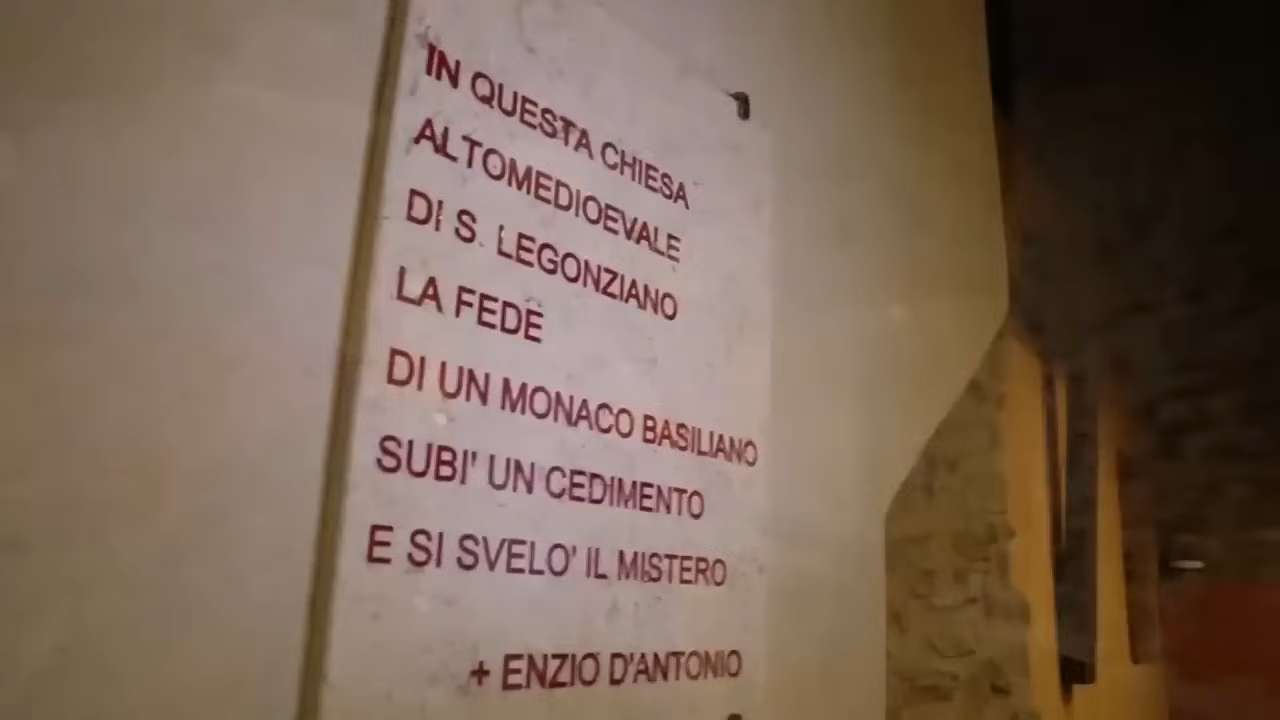 IN QUESTA CHIESA
ALTOMEDIOEVALE
DI S. LEGONZIANO
LA FEDE
DI UN MONACO BASILIANO
SUBI' UN CEDIMENTO
E SI SVELO' IL MISTERO
+ ENZIO D'ANTONIO